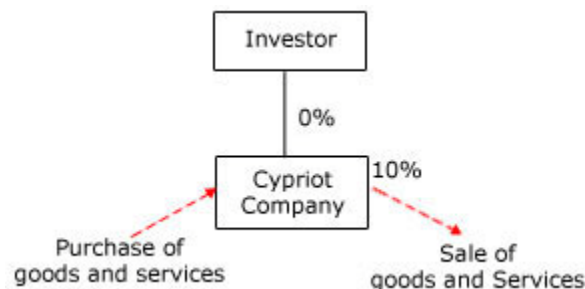 Investor
0%
10%
Cypriot
Company
Purchase of
goods and services
Sale of
goods and Services